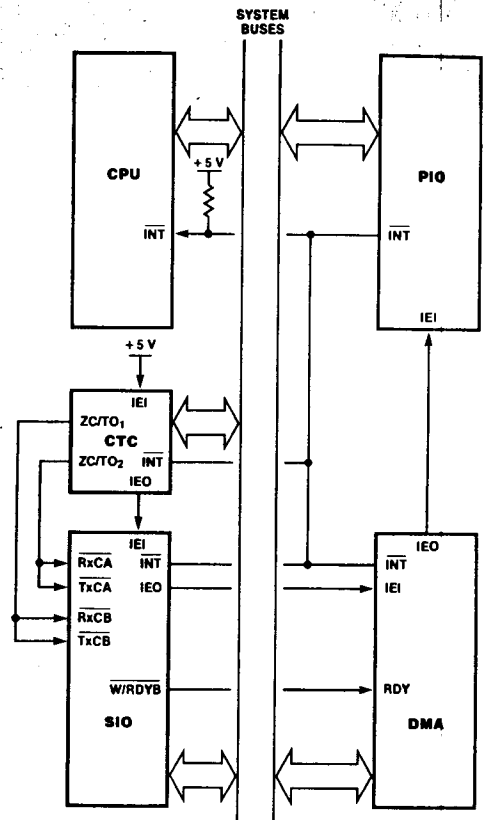 SYSTEM
BUSES
CPU
+5 V
INT
PIO
INT
IEI
+5 V
IEI
ZC/TO1
CTC
ZC/TO2
INT
IEO
IEI
RxCA
INT
TxCA
IEO
RxCB
TxCB
W/RDYB
SIO
IEO
INT
IEI
RDY
DMA